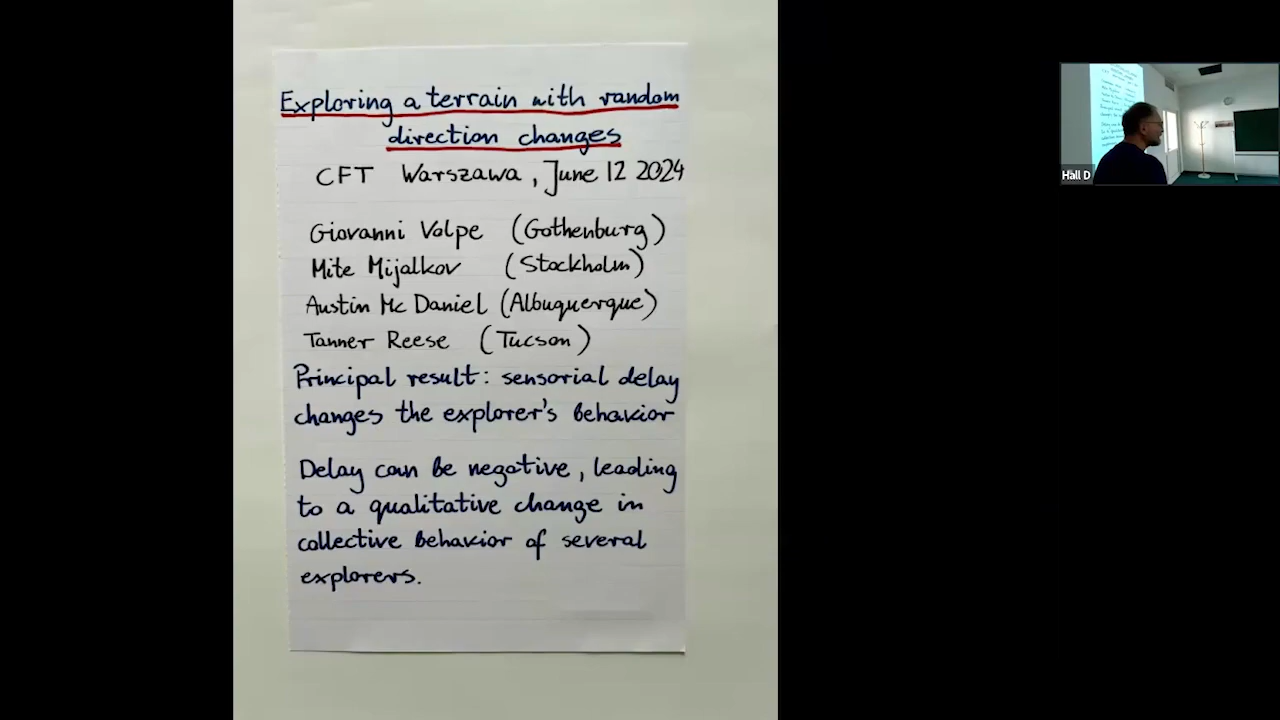 Exploring a terrain with random
direction changes
CFT Warszawa, June 12 2024
Giovanni Volpe (Gothenburg)
Mite Mijalkov (Stockholm)
Austin Mc Daniel (Albuquerque)
Tanner Reese (Tucson)
Principal result: sensorial delay
changes the explorer's behavior
Delay can be negative, leading
to a qualitative change in
collective behavior of several
explorers.
Hall D